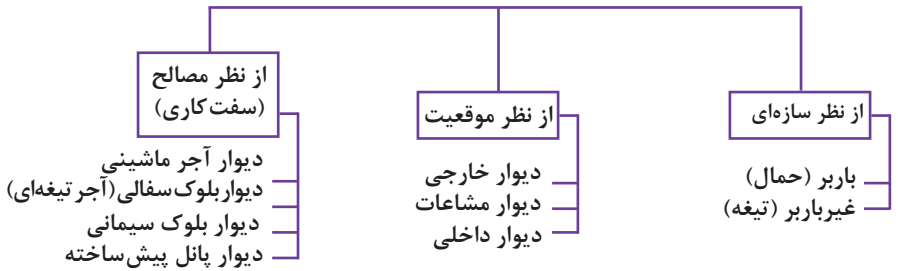 از نظر سازه‌ای
باربر (حمال)
غیرباربر (تیغه)
از نظر موقعیت
دیوار خارجی
دیوار مشاعات
دیوار داخلی
از نظر مصالح
(سفت‌کاری)
دیوار آجر ماشینی
دیوار بلوک سفالی (آجر تیغه‌ای)
دیوار بلوک سیمانی
دیوار پانل پیش‌ساخته